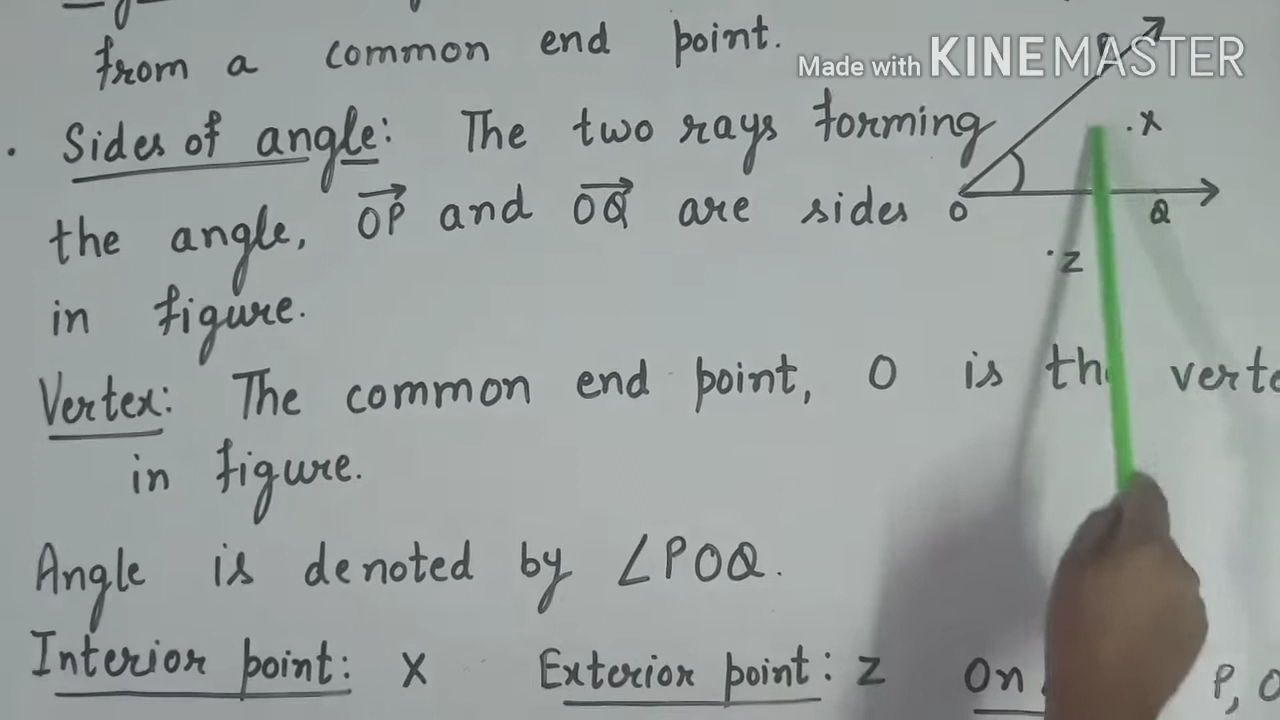 from a common end point.
Made with KINEMASTER
P
• Sides of angle: The two rays forming
.X
the angle, OP and OQ are sides
O
Q
.Z
in figure.
Vertex: The common end point, O is the
in figure.
Angle is denoted by ∠POQ.
Interior point: X Exterior point: Z On P,